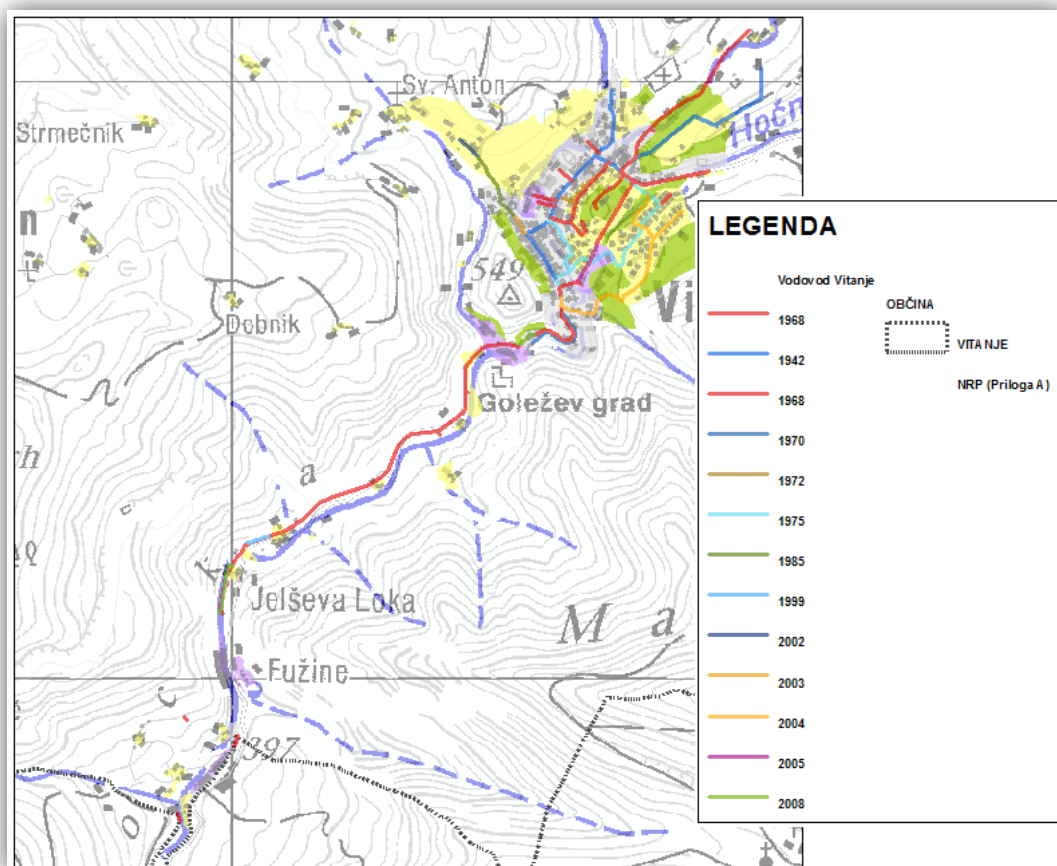 Sv. Anton
Strmečnik
Hočn
n
549
Vi
Dobnik
Goležev grad
h
a
K
Jelševa Loka
M a
Fužine
c
397
o
LEGENDA
Vodovod Vitanje
1968
1942
1968
1970
1972
1975
1985
1999
2002
2003
2004
2005
2008
OBČINA
VITANJE
NRP (Priloga A)